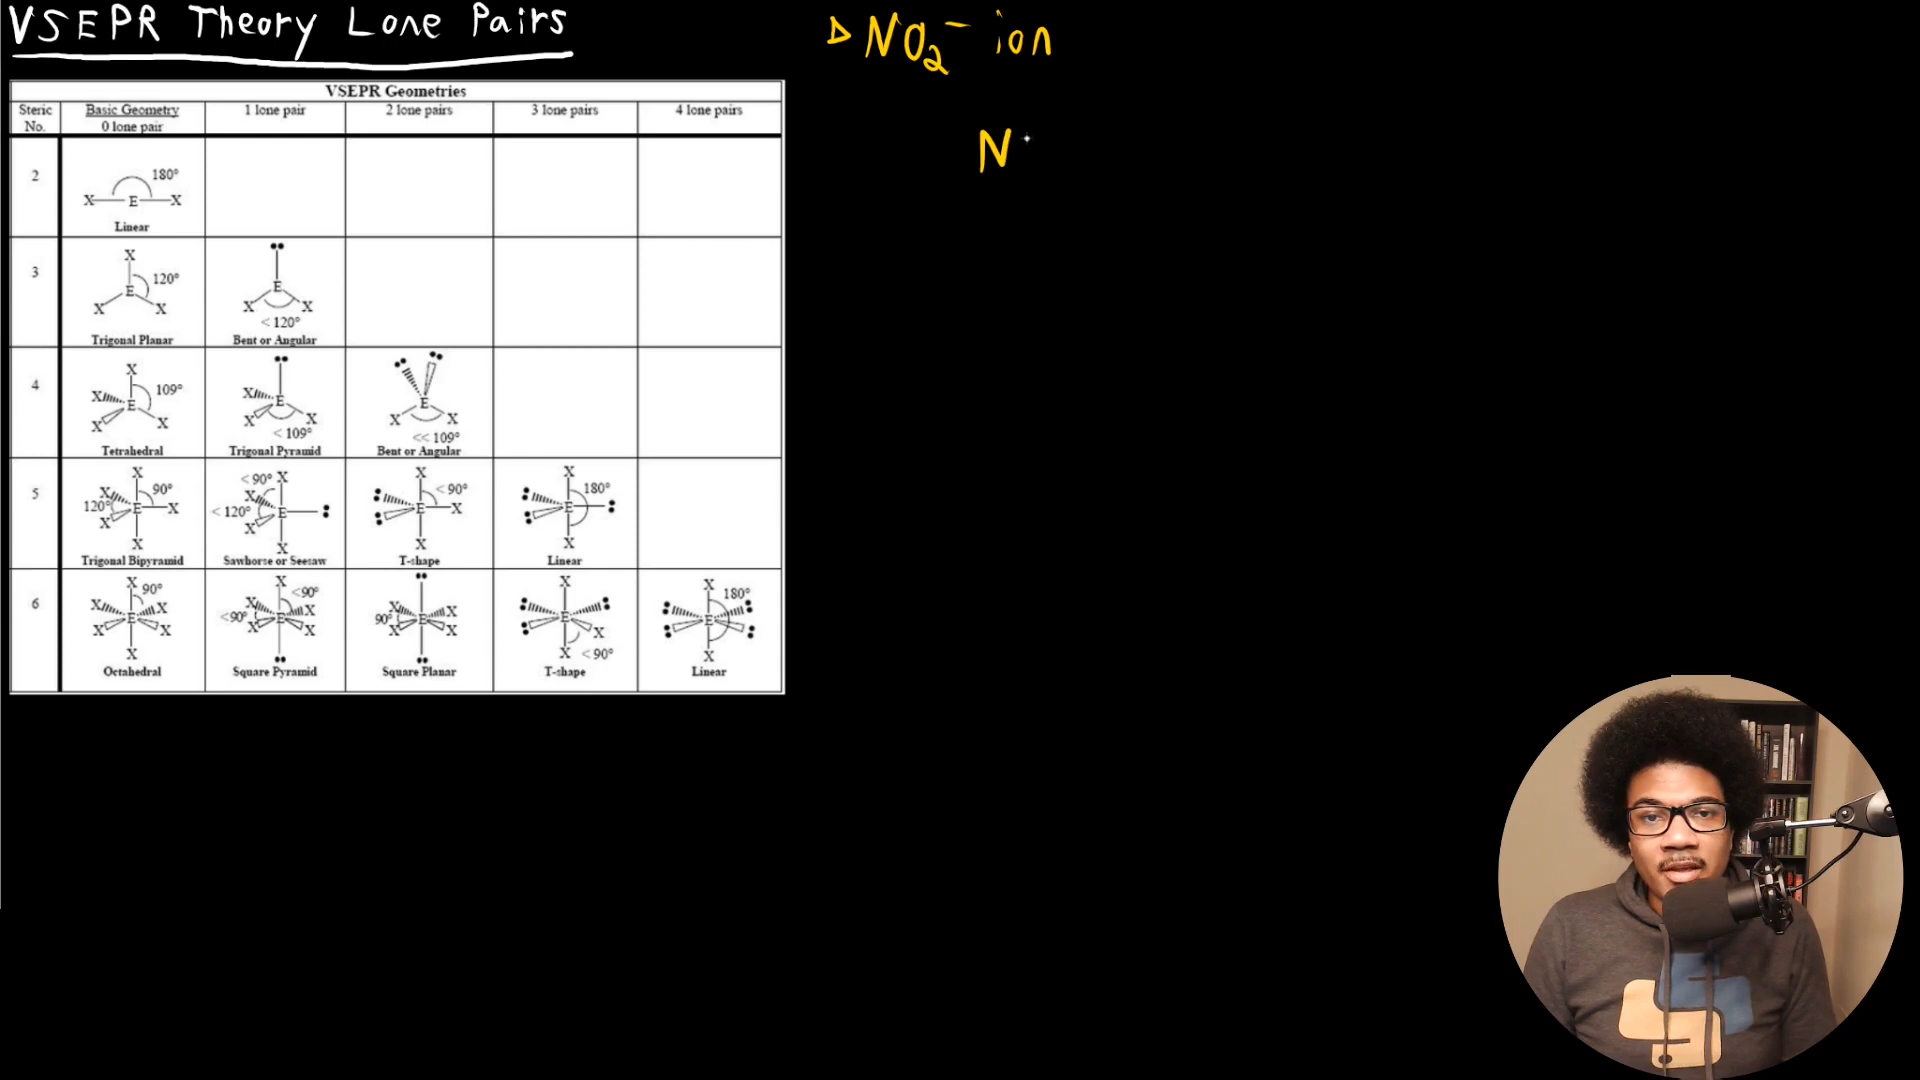 VSEPR Theory Lone Pairs
▷ NO₂⁻ ion
N
VSEPR Geometries
Steric No. | Basic Geometry 0 lone pair | 1 lone pair | 2 lone pairs | 3 lone pairs | 4 lone pairs
2
180°
X E X
Linear
3
X 120° E X X
Trigonal Planar
E X X <120°
Bent or Angular
4
X X 109° E X X
Tetrahedral
X E X X <109°
Trigonal Pyramid
E X X <<109°
Bent or Angular
5
X X 90° 120° E X X X
Trigonal Bipyramid
<90° X X <120° E X X
Sawhorse or Seesaw
X <90° E X X
T-shape
X 180° E X
Linear
6
X 90° X X E X X X
Octahedral
X <90° X X <90° E X X
Square Pyramid
X X 90° E X X
Square Planar
X E X X <90°
T-shape
X 180° E X
Linear